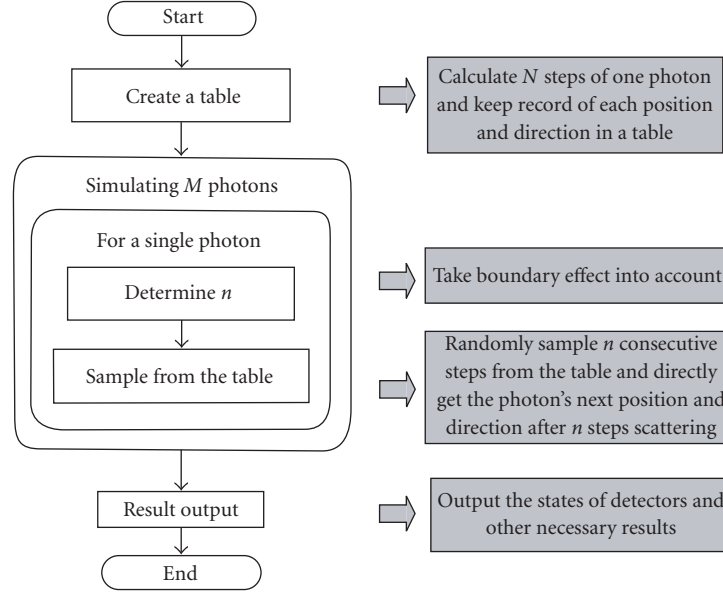 Start
Create a table
Calculate N steps of one photon
and keep record of each position
and direction in a table
Simulating M photons
For a single photon
Determine n
Take boundary effect into account
Sample from the table
Randomly sample n consecutive
steps from the table and directly
get the photon's next position and
direction after n steps scattering
Result output
Output the states of detectors and
other necessary results
End